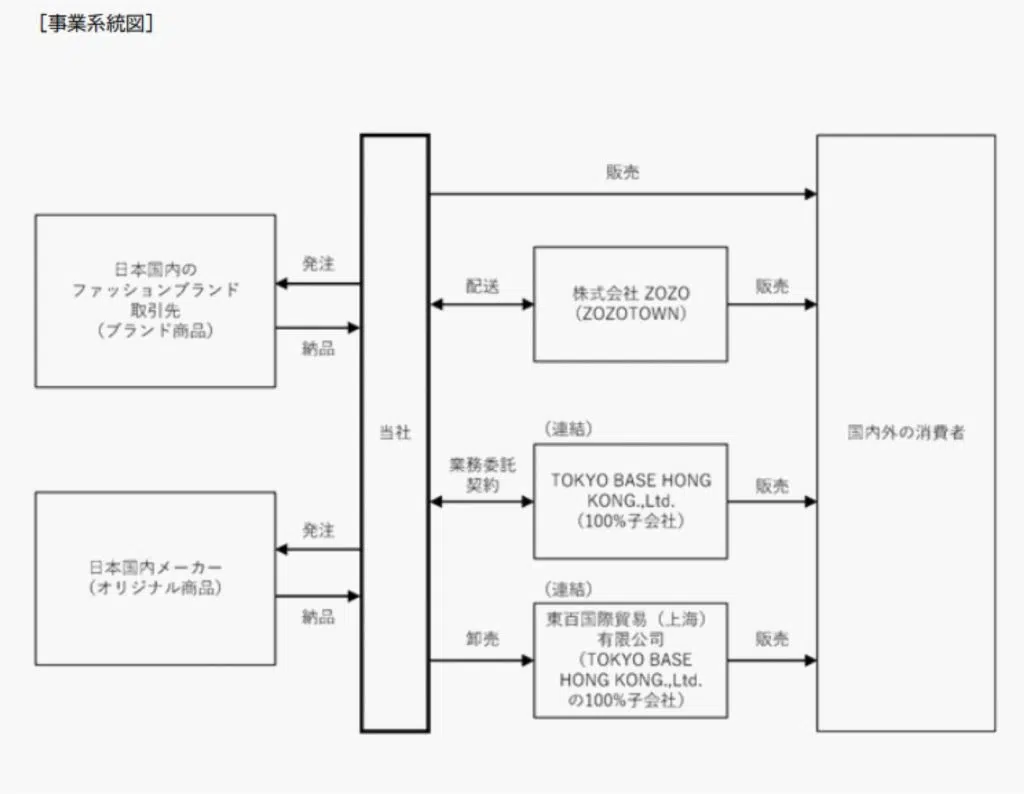 ［事業系統図］
販売
日本国内の
ファッションブランド
取引先
（ブランド商品）
発注
納品
配送
株式会社 ZOZO
（ZOZOTOWN）
販売
当社
国内外の消費者
（連結）
業務委託
契約
TOKYO BASE HONG
KONG.,Ltd.
（100%子会社）
販売
日本国内メーカー
（オリジナル商品）
発注
納品
（連結）
卸売
東百国際貿易（上海）
有限公司
（TOKYO BASE
HONG KONG.,Ltd.
の100%子会社）
販売